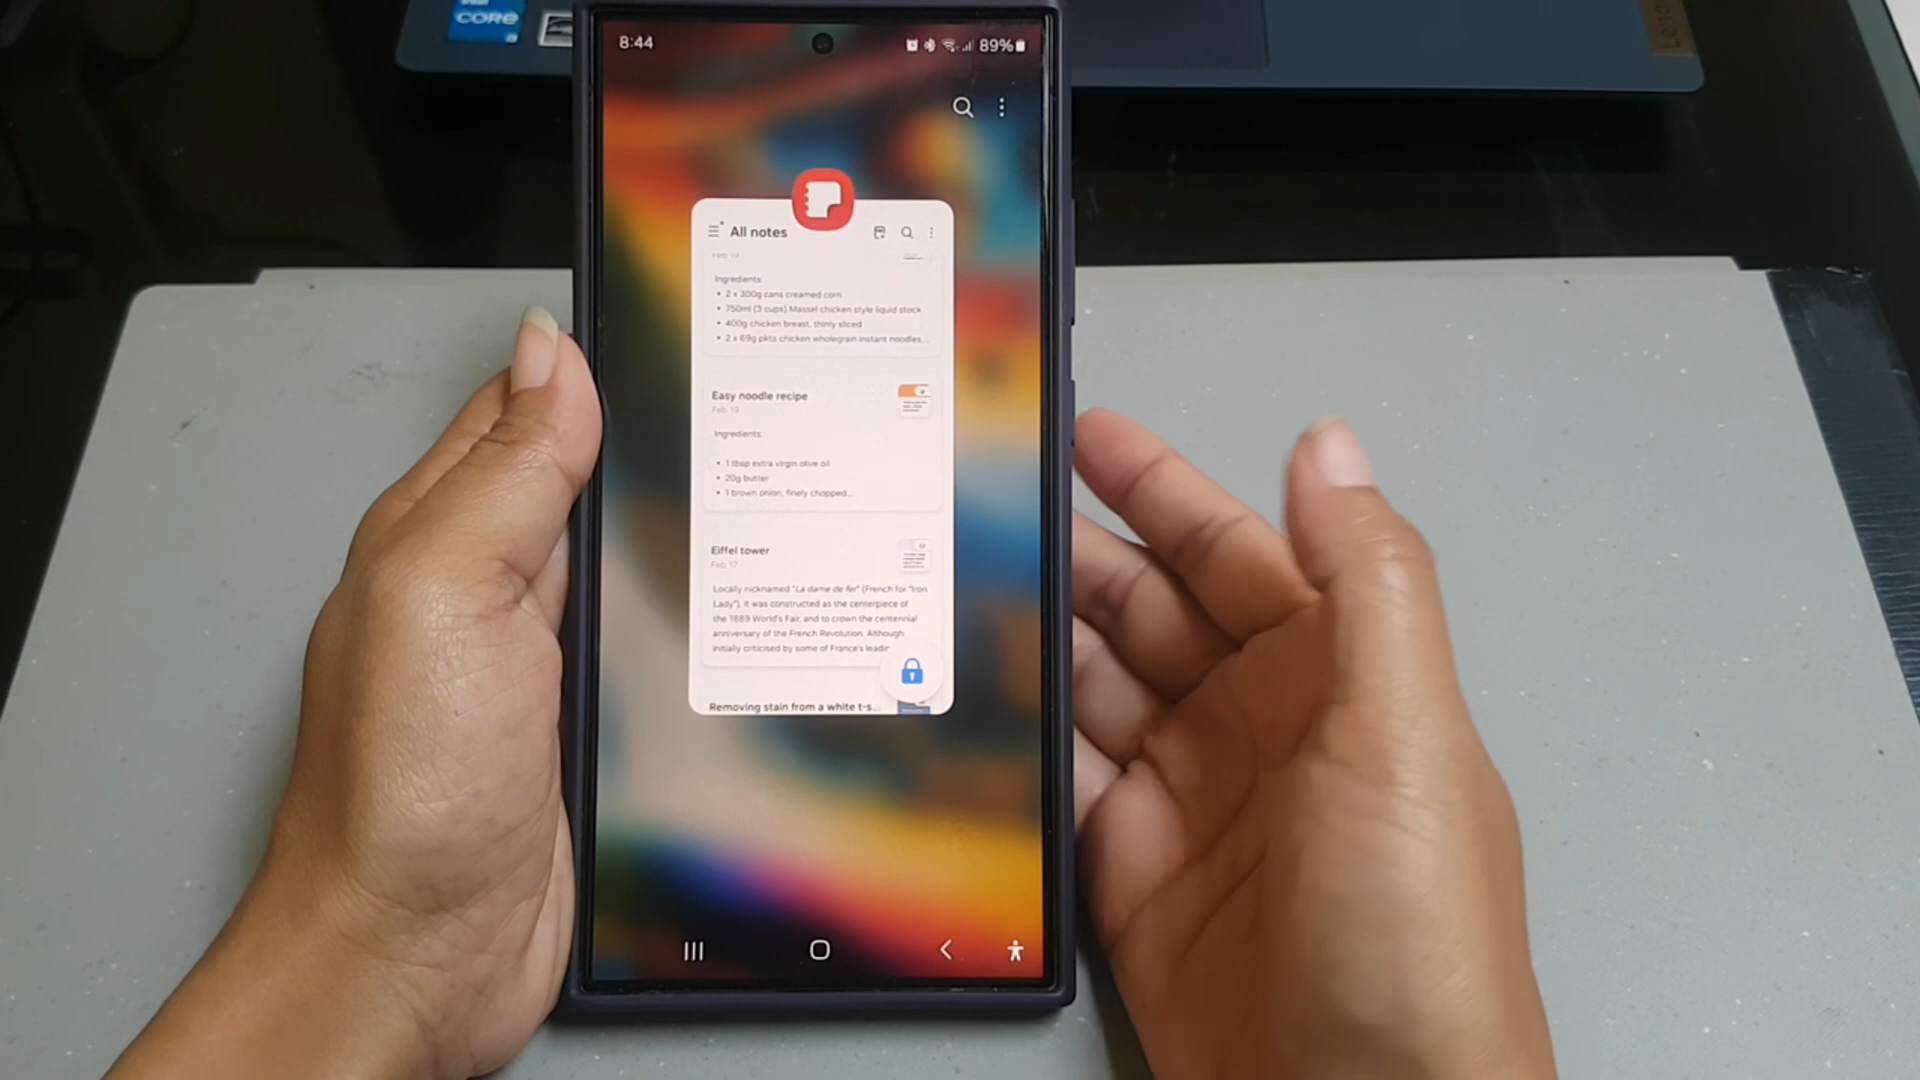 CORE
8:44
89%
All notes
Feb 19
Ingredients:
• 2 x 300g cans creamed corn
• 750ml (3 cups) Massel chicken style liquid stock
• 400g chicken breast, thinly sliced
• 2 x 69g pkts chicken wholegrain instant noodles,...
Easy noodle recipe
Feb 19
Ingredients:
• 1 tbsp extra virgin olive oil
• 20g butter
• 1 brown onion, finely chopped...
Eiffel tower
Feb 17
Locally nicknamed "La dame de fer" (French for "Iron
Lady"), it was constructed as the centerpiece of
the 1889 World's Fair, and to crown the centennial
anniversary of the French Revolution. Although
initially criticised by some of France's leadir
Removing stain from a white t-s...